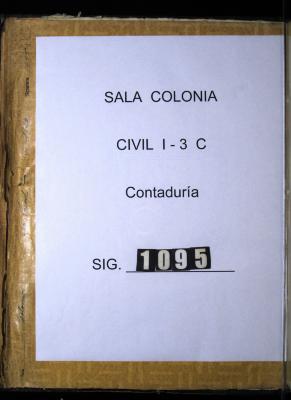 SALA COLONIA
CIVIL I - 3 C
Contaduría
SIG. 1095